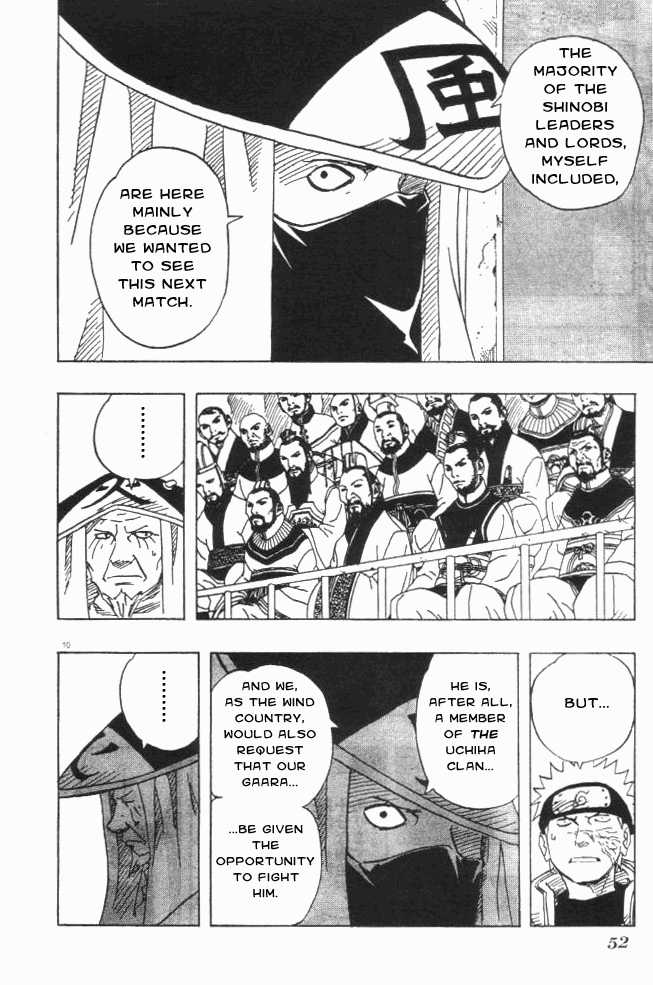 THE
MAJORITY
OF THE
SHINOBI
LEADERS
AND LORDS,
MYSELF
INCLUDED,
風
ARE HERE
MAINLY
BECAUSE
WE WANTED
TO SEE
THIS NEXT
MATCH.
.........
BUT...
HE IS,
AFTER ALL,
A MEMBER
OF THE
UCHIHA
CLAN...
AND WE,
AS THE WIND
COUNTRY,
WOULD ALSO
REQUEST
THAT OUR
GAARA...
...BE GIVEN
THE
OPPORTUNITY
TO FIGHT
HIM.
.........
10
52